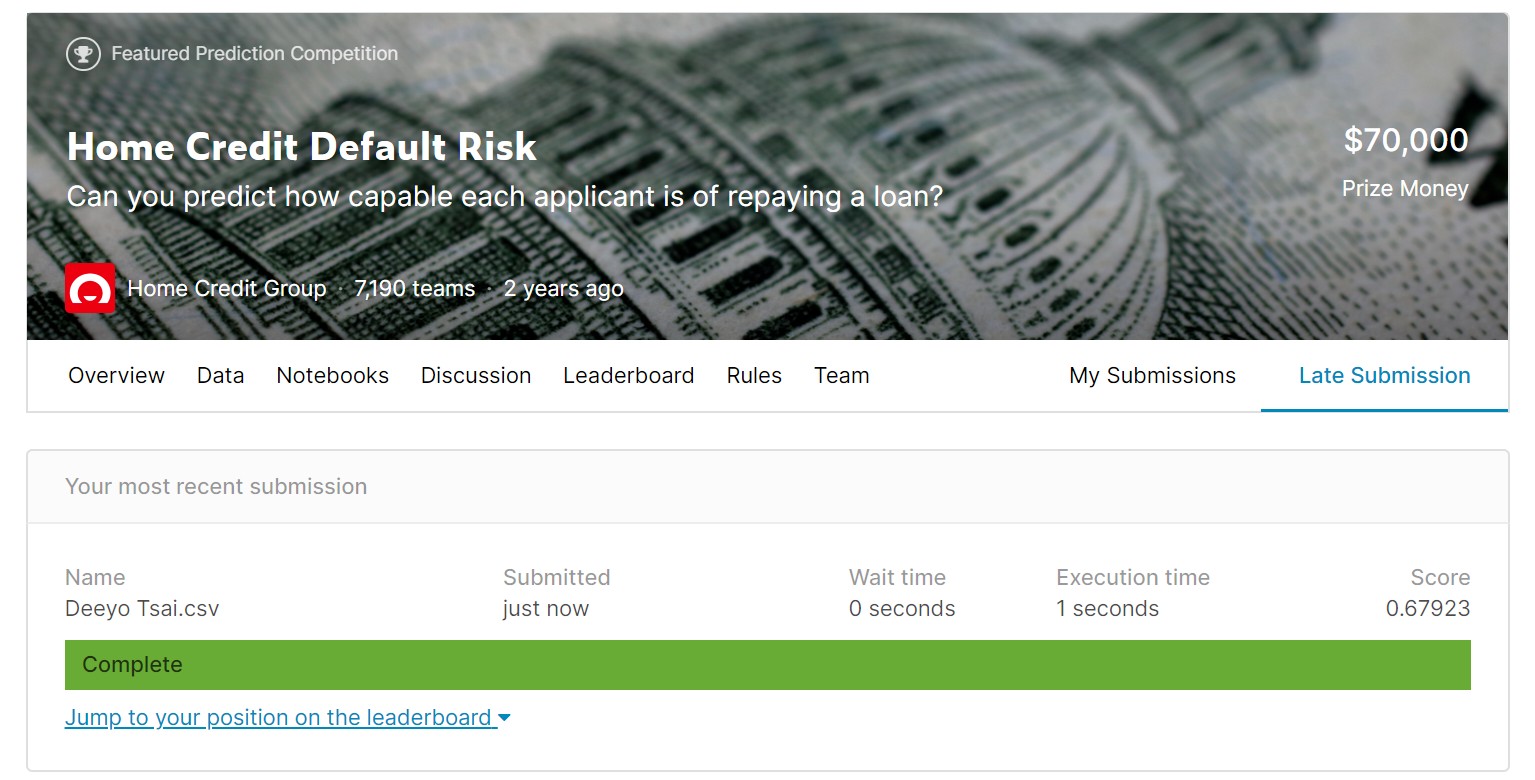 Featured Prediction Competition
Home Credit Default Risk
Can you predict how capable each applicant is of repaying a loan?
$70,000
Prize Money
Home Credit Group · 7,190 teams · 2 years ago
Overview Data Notebooks Discussion Leaderboard Rules Team My Submissions Late Submission
Your most recent submission
Name Submitted Wait time Execution time Score
Deeyo Tsai.csv just now 0 seconds 1 seconds 0.67923
Complete
Jump to your position on the leaderboard